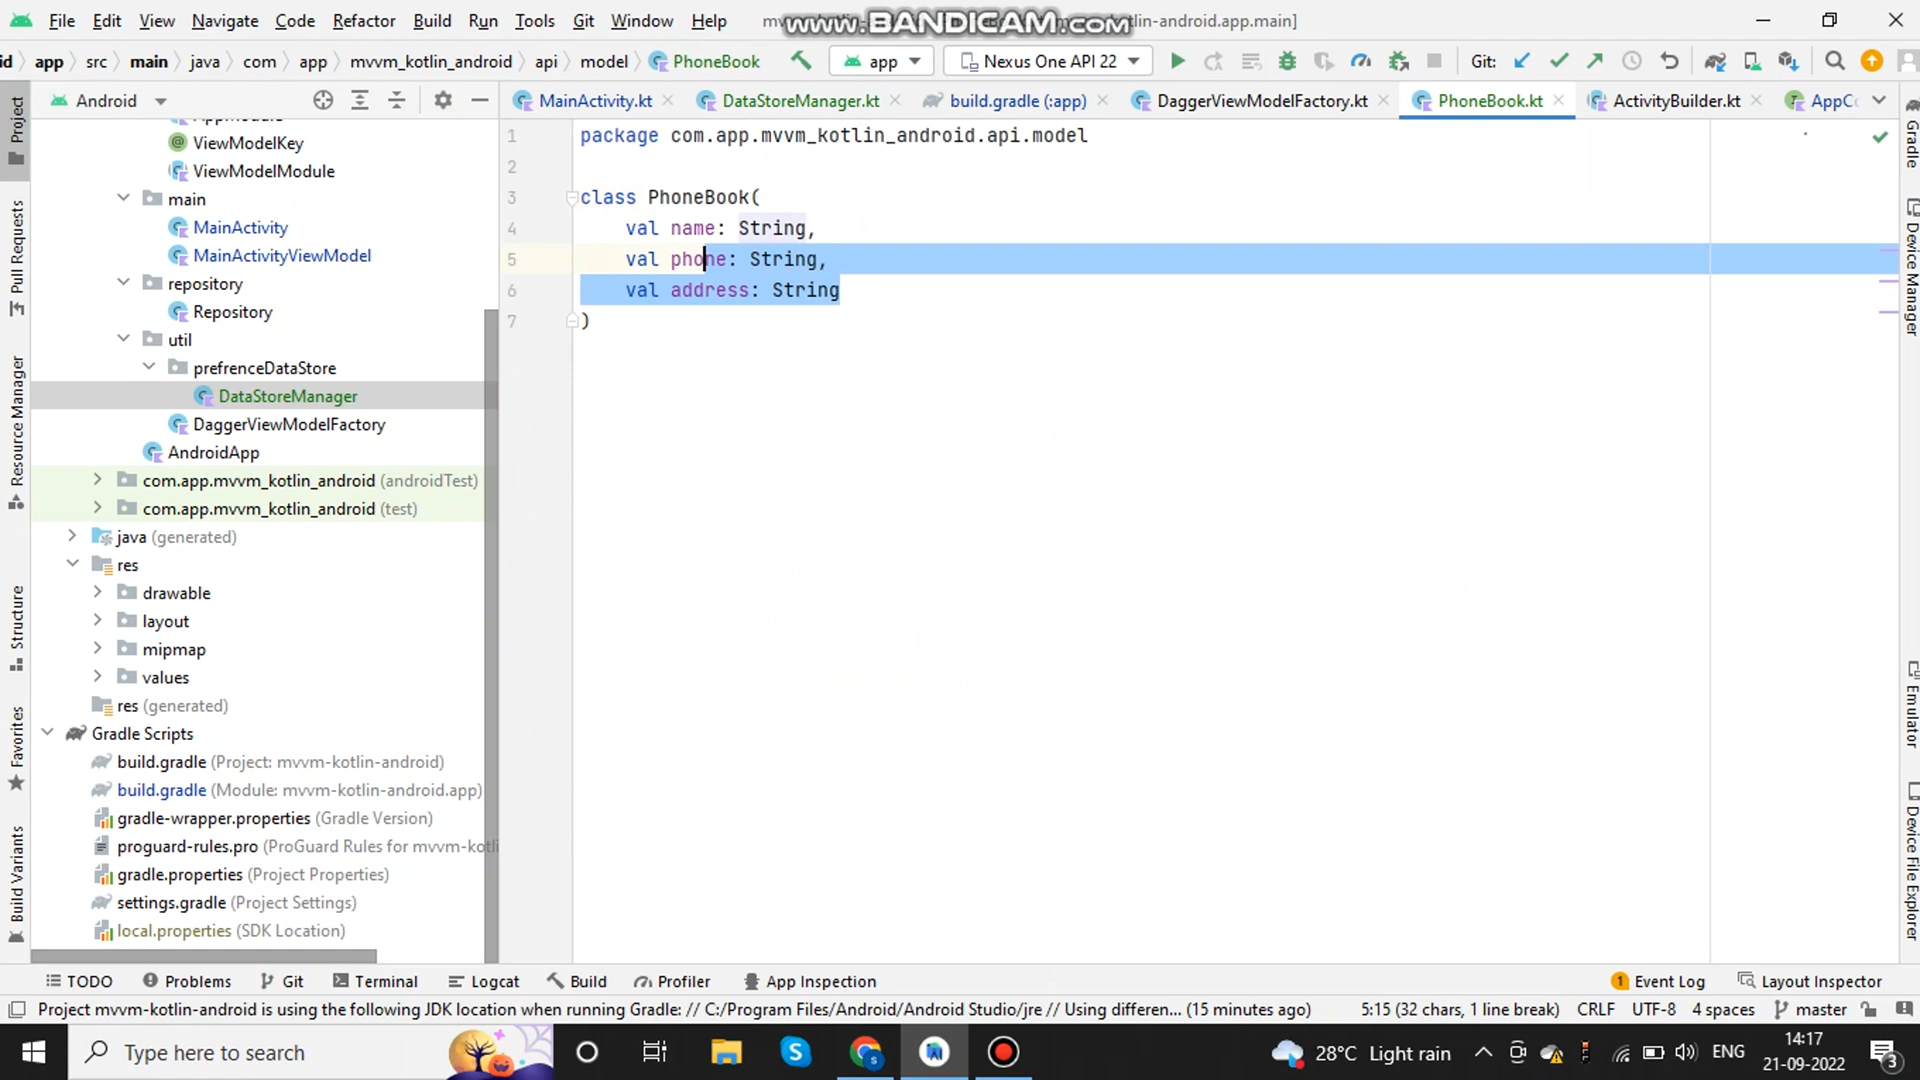 File Edit View Navigate Code Refactor Build Run Tools Git Window Help
www.BANDICAM.com
app src main java com app mvvm_kotlin_android api model PhoneBook app Nexus One API 22 Git:
Android
MainActivity.kt DataStoreManager.kt build.gradle (:app) DaggerViewModelFactory.kt PhoneBook.kt ActivityBuilder.kt
ViewModelKey
ViewModelModule
main
MainActivity
MainActivityViewModel
repository
Repository
util
prefrenceDataStore
DataStoreManager
DaggerViewModelFactory
AndroidApp
com.app.mvvm_kotlin_android (androidTest)
com.app.mvvm_kotlin_android (test)
java (generated)
res
drawable
layout
mipmap
values
res (generated)
Gradle Scripts
build.gradle (Project: mvvm-kotlin-android)
build.gradle (Module: mvvm-kotlin-android.app)
gradle-wrapper.properties (Gradle Version)
proguard-rules.pro (ProGuard Rules for mvvm-kotli
gradle.properties (Project Properties)
settings.gradle (Project Settings)
local.properties (SDK Location)
1 package com.app.mvvm_kotlin_android.api.model
2
3 class PhoneBook(
4 val name: String,
5 val phone: String,
6 val address: String
7 )
Project
Pull Requests
Resource Manager
Structure
Favorites
Build Variants
Gradle
Device Manager
Emulator
Device File Explorer
TODO Problems Git Terminal Logcat Build Profiler App Inspection 1 Event Log Layout Inspector
Project mvvm-kotlin-android is using the following JDK location when running Gradle: // C:/Program Files/Android/Android Studio/jre // Using differen... (15 minutes ago) 5:15 (32 chars, 1 line break) CRLF UTF-8 4 spaces master
Type here to search
28°C Light rain
ENG
14:17
21-09-2022
3